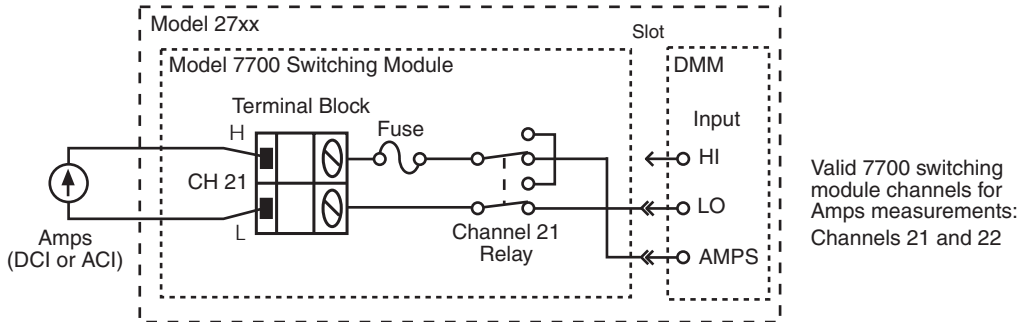 Model 27xx
Slot
Model 7700 Switching Module
DMM
Terminal Block
H
Fuse
Input
HI
CH 21
LO
L
Channel 21
Relay
AMPS
Amps
(DCI or ACI)
Valid 7700 switching
module channels for
Amps measurements:
Channels 21 and 22